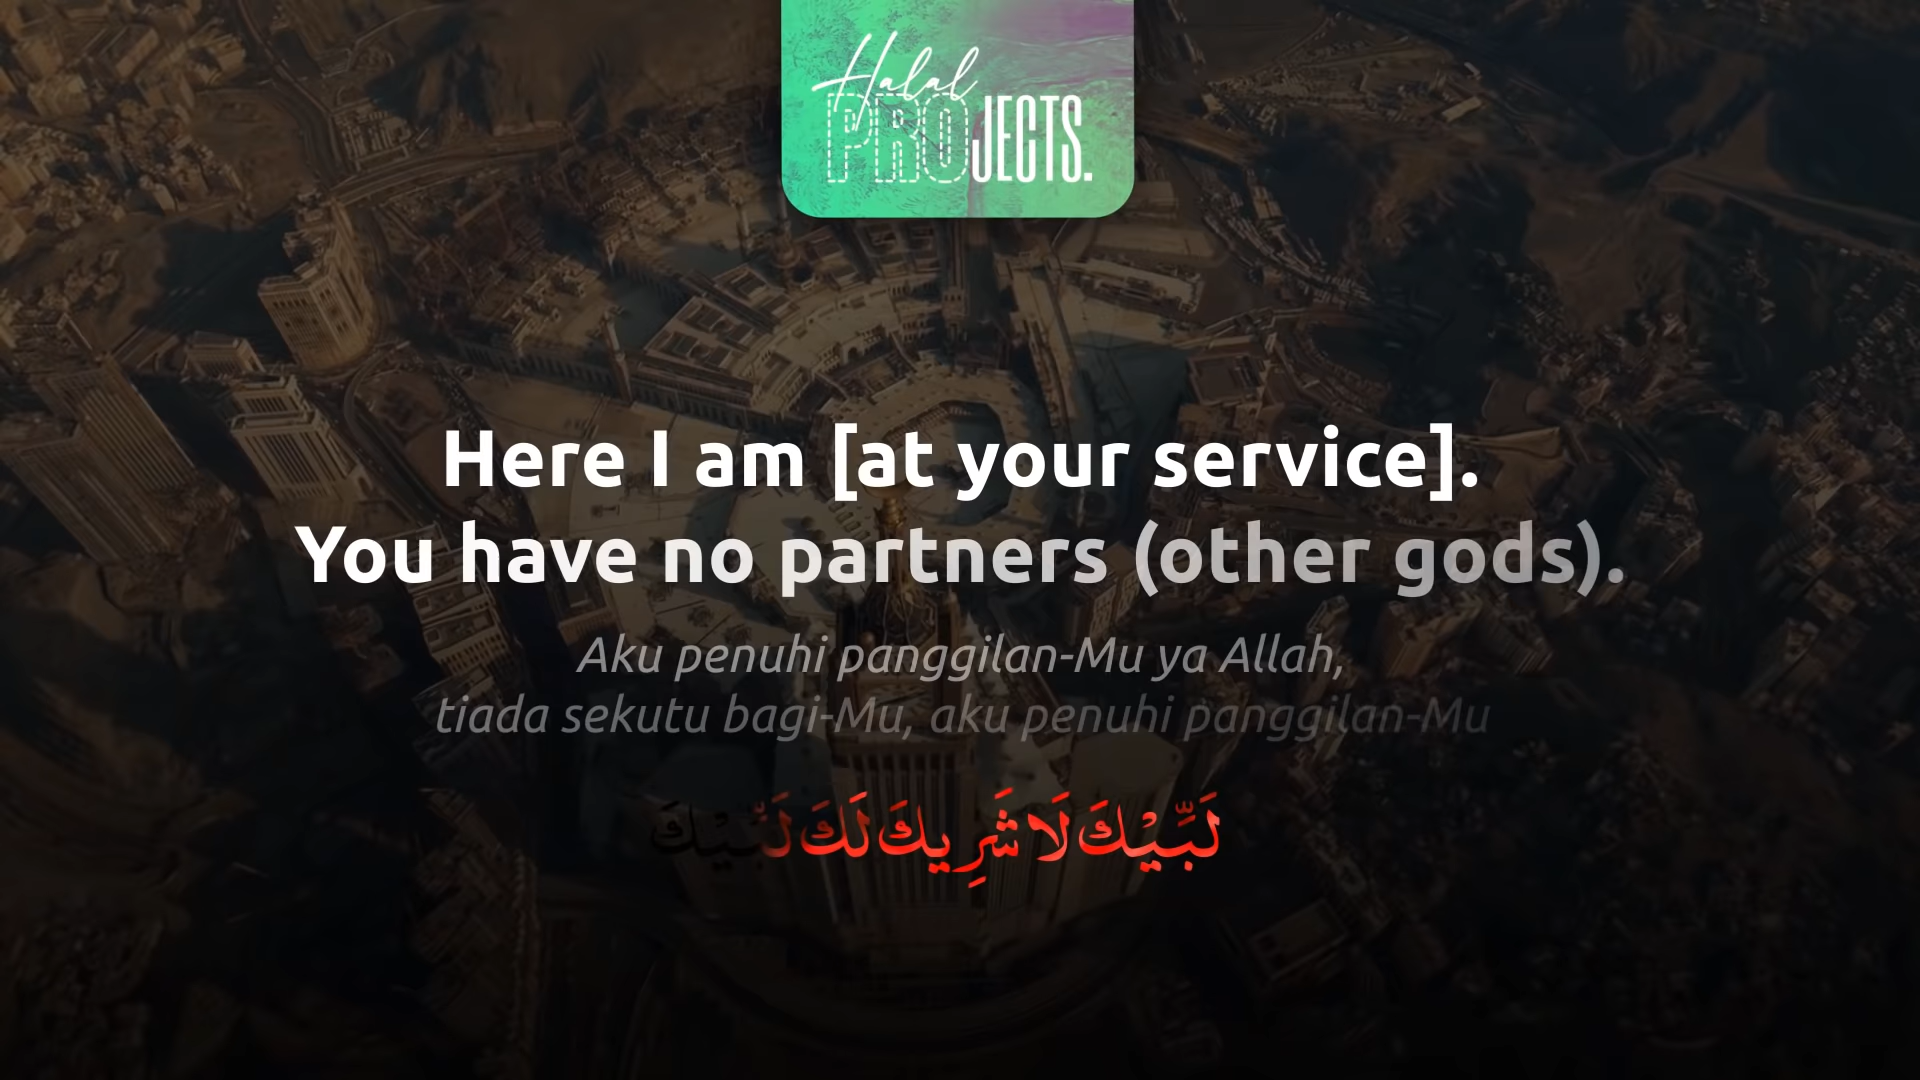 Halal
PROJECTS.
Here I am [at your service].
You have no partners (other gods).
Aku penuhi panggilan-Mu ya Allah,
tiada sekutu bagi-Mu, aku penuhi panggilan-Mu
لَبَّيْكَ لَا شَرِيكَ لَكَ لَبَّيْكَ